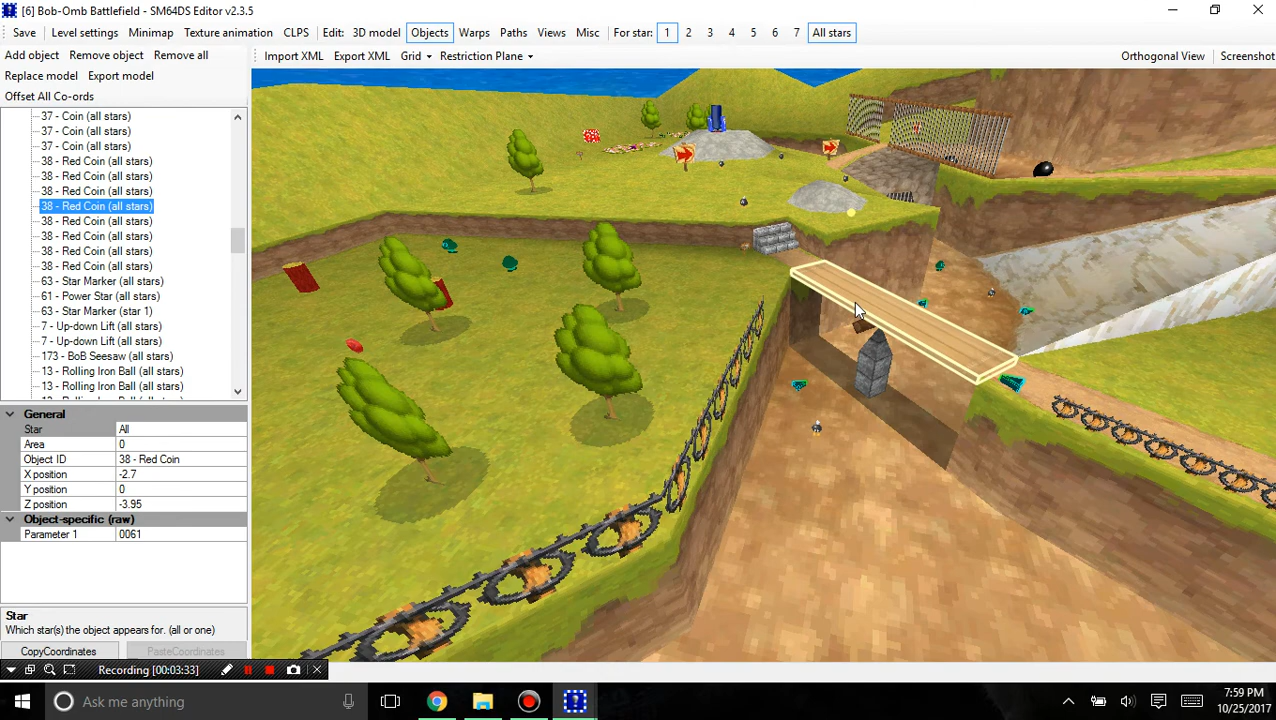 [6] Bob-Omb Battlefield - SM64DS Editor v2.3.5
Save Level settings Minimap Texture animation CLPS Edit: 3D model Objects Warps Paths Views Misc For star: 1 2 3 4 5 6 7 All stars
Add object Remove object Remove all Import XML Export XML Grid Restriction Plane Orthogonal View Screenshot
Replace model Export model
Offset All Co-ords
37 - Coin (all stars)
37 - Coin (all stars)
37 - Coin (all stars)
38 - Red Coin (all stars)
38 - Red Coin (all stars)
38 - Red Coin (all stars)
38 - Red Coin (all stars)
38 - Red Coin (all stars)
38 - Red Coin (all stars)
38 - Red Coin (all stars)
38 - Red Coin (all stars)
63 - Star Marker (all stars)
61 - Power Star (all stars)
63 - Star Marker (star 1)
7 - Up-down Lift (all stars)
7 - Up-down Lift (all stars)
173 - BoB Seesaw (all stars)
13 - Rolling Iron Ball (all stars)
13 - Rolling Iron Ball (all stars)
13 - Rolling Iron Ball (all stars)
General
Star All
Area 0
Object ID 38 - Red Coin
X position -2.7
Y position 0
Z position -3.95
Object-specific (raw)
Parameter 1 0061
Star
Which star(s) the object appears for. (all or one)
CopyCoordinates PasteCoordinates
Recording [00:03:33]
Ask me anything
7:59 PM
10/25/2017